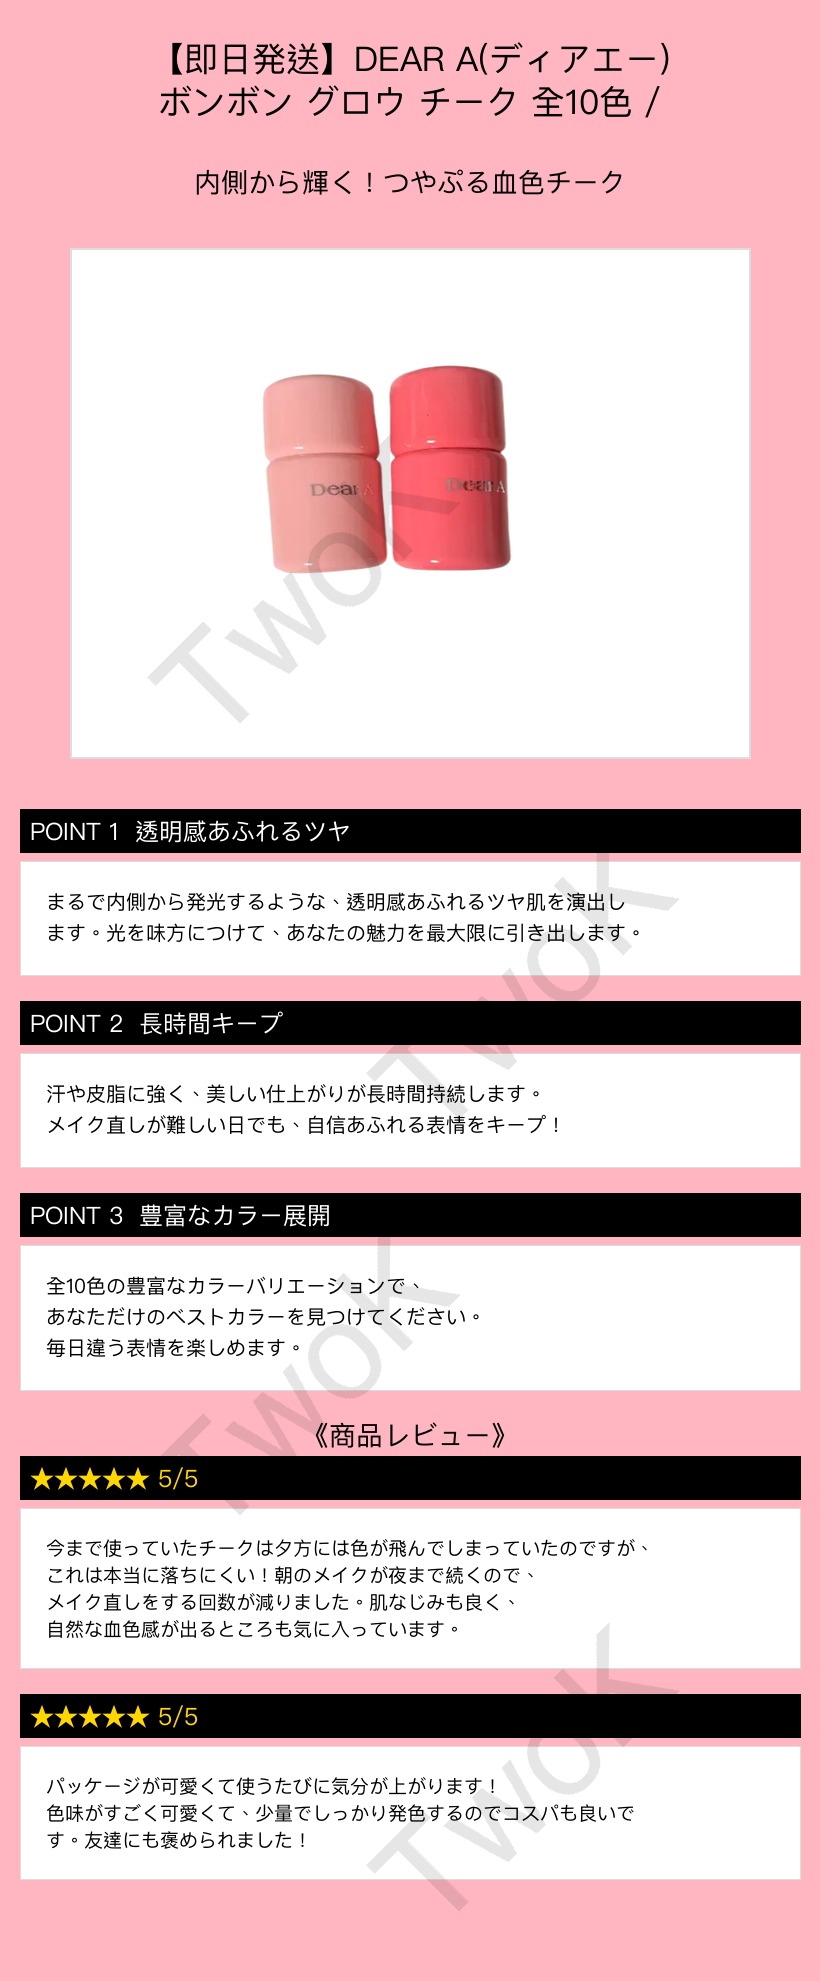 【即日発送】DEAR A(ディアエー)
ボンボン グロウ チーク 全10色 /
内側から輝く！つやぷる血色チーク
Dear A
Dear A
TwoK
POINT 1 透明感あふれるツヤ
まるで内側から発光するような、透明感あふれるツヤ肌を演出し
ます。光を味方につけて、あなたの魅力を最大限に引き出します。
TwoK
POINT 2 長時間キープ
汗や皮脂に強く、美しい仕上がりが長時間持続します。
メイク直しが難しい日でも、自信あふれる表情をキープ！
POINT 3 豊富なカラー展開
全10色の豊富なカラーバリエーションで、
あなただけのベストカラーを見つけてください。
毎日違う表情を楽しめます。
TwoK
《商品レビュー》
★★★★★ 5/5
今まで使っていたチークは夕方には色が飛んでしまっていたのですが、
これは本当に落ちにくい！朝のメイクが夜まで続くので、
メイク直しをする回数が減りました。肌なじみも良く、
自然な血色感が出るところも気に入っています。
★★★★★ 5/5
パッケージが可愛くて使うたびに気分が上がります！
色味がすごく可愛くて、少量でしっかり発色するのでコスパも良いで
す。友達にも褒められました！
TwoK